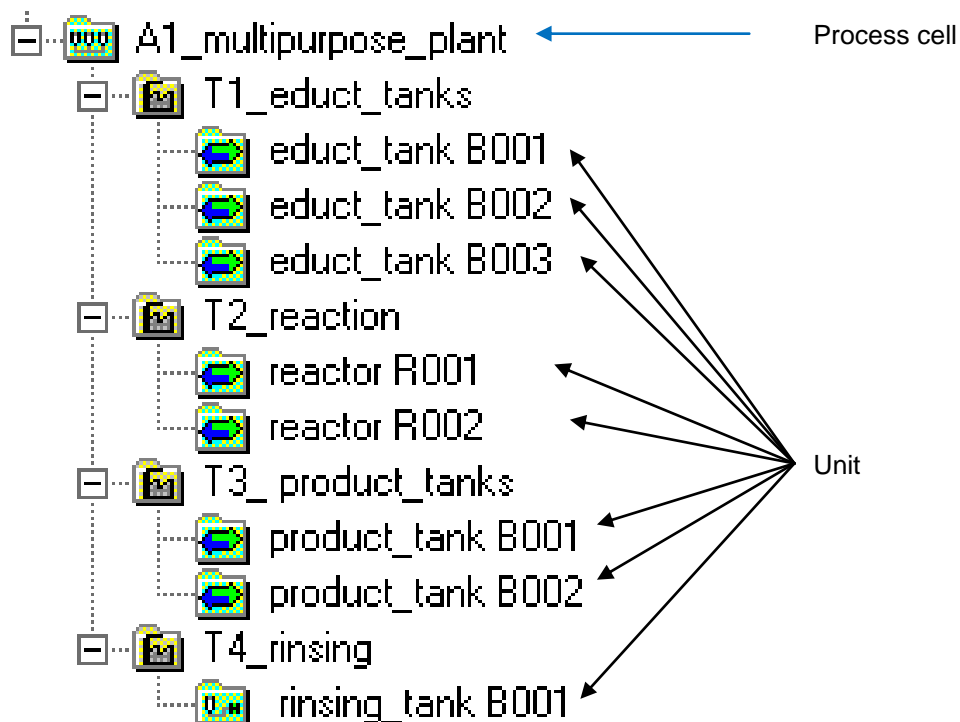 A1_multipurpose_plant
Process cell
T1_educt_tanks
educt_tank B001
educt_tank B002
educt_tank B003
T2_reaction
reactor R001
reactor R002
Unit
T3_ product_tanks
product_tank B001
product_tank B002
T4_rinsing
rinsing_tank B001